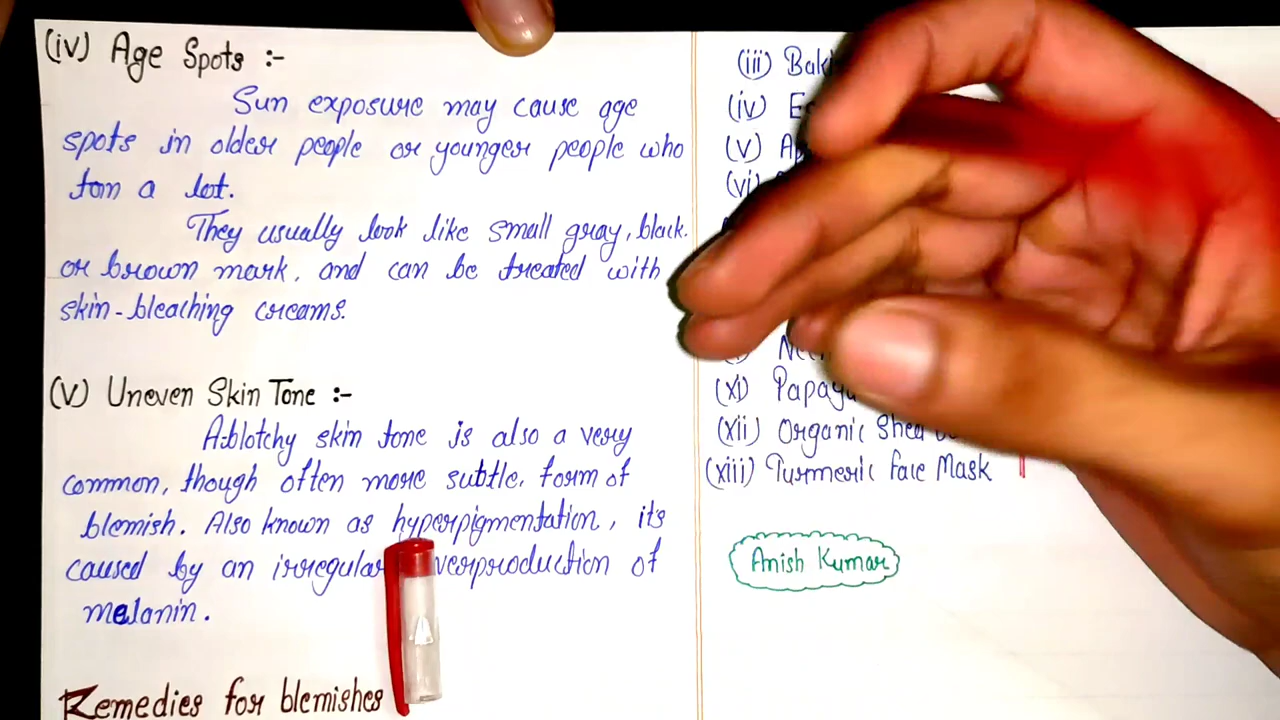 (iv) Age Spots :-
Sun exposure may cause age
spots in older people or younger people who
tan a lot.
They usually look like small gray, black.
or brown mark, and can be treated with
skin-bleaching creams.
(v) Uneven Skin Tone :-
A blotchy skin tone is also a very
common, though often more subtle. form of
blemish. Also known as hyperpigmentation, its
caused by an irregular verproduction of
melanin.
Remedies for blemishes
(iii)
(iv)
(v)
(vi)
(xi) Papaya
(xii) Organic Shea
(xiii) Turmeric Face Mask
Anish Kumar